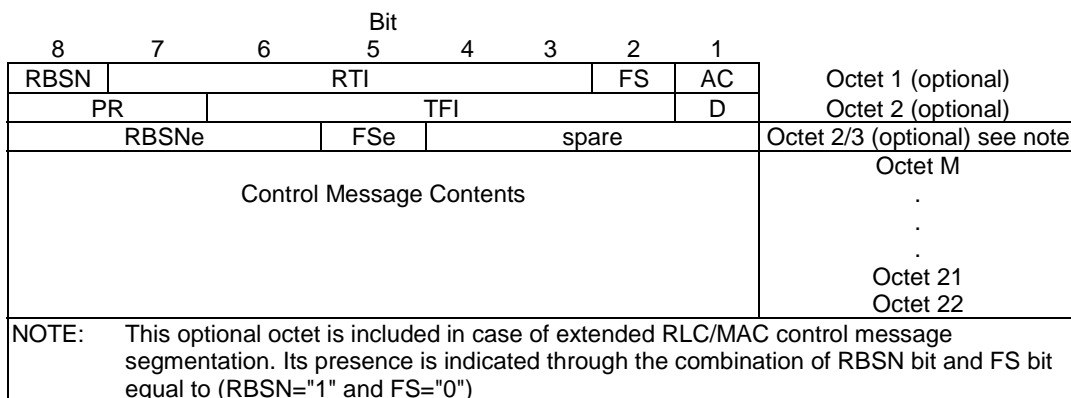 Bit
8 7 6 5 4 3 2 1
RBSN RTI FS AC Octet 1 (optional)
PR TFI D Octet 2 (optional)
RBSNe FSe spare Octet 2/3 (optional) see note
Octet M
Control Message Contents .
.
.
Octet 21
Octet 22
NOTE: This optional octet is included in case of extended RLC/MAC control message
segmentation. Its presence is indicated through the combination of RBSN bit and FS bit
equal to (RBSN="1" and FS="0")